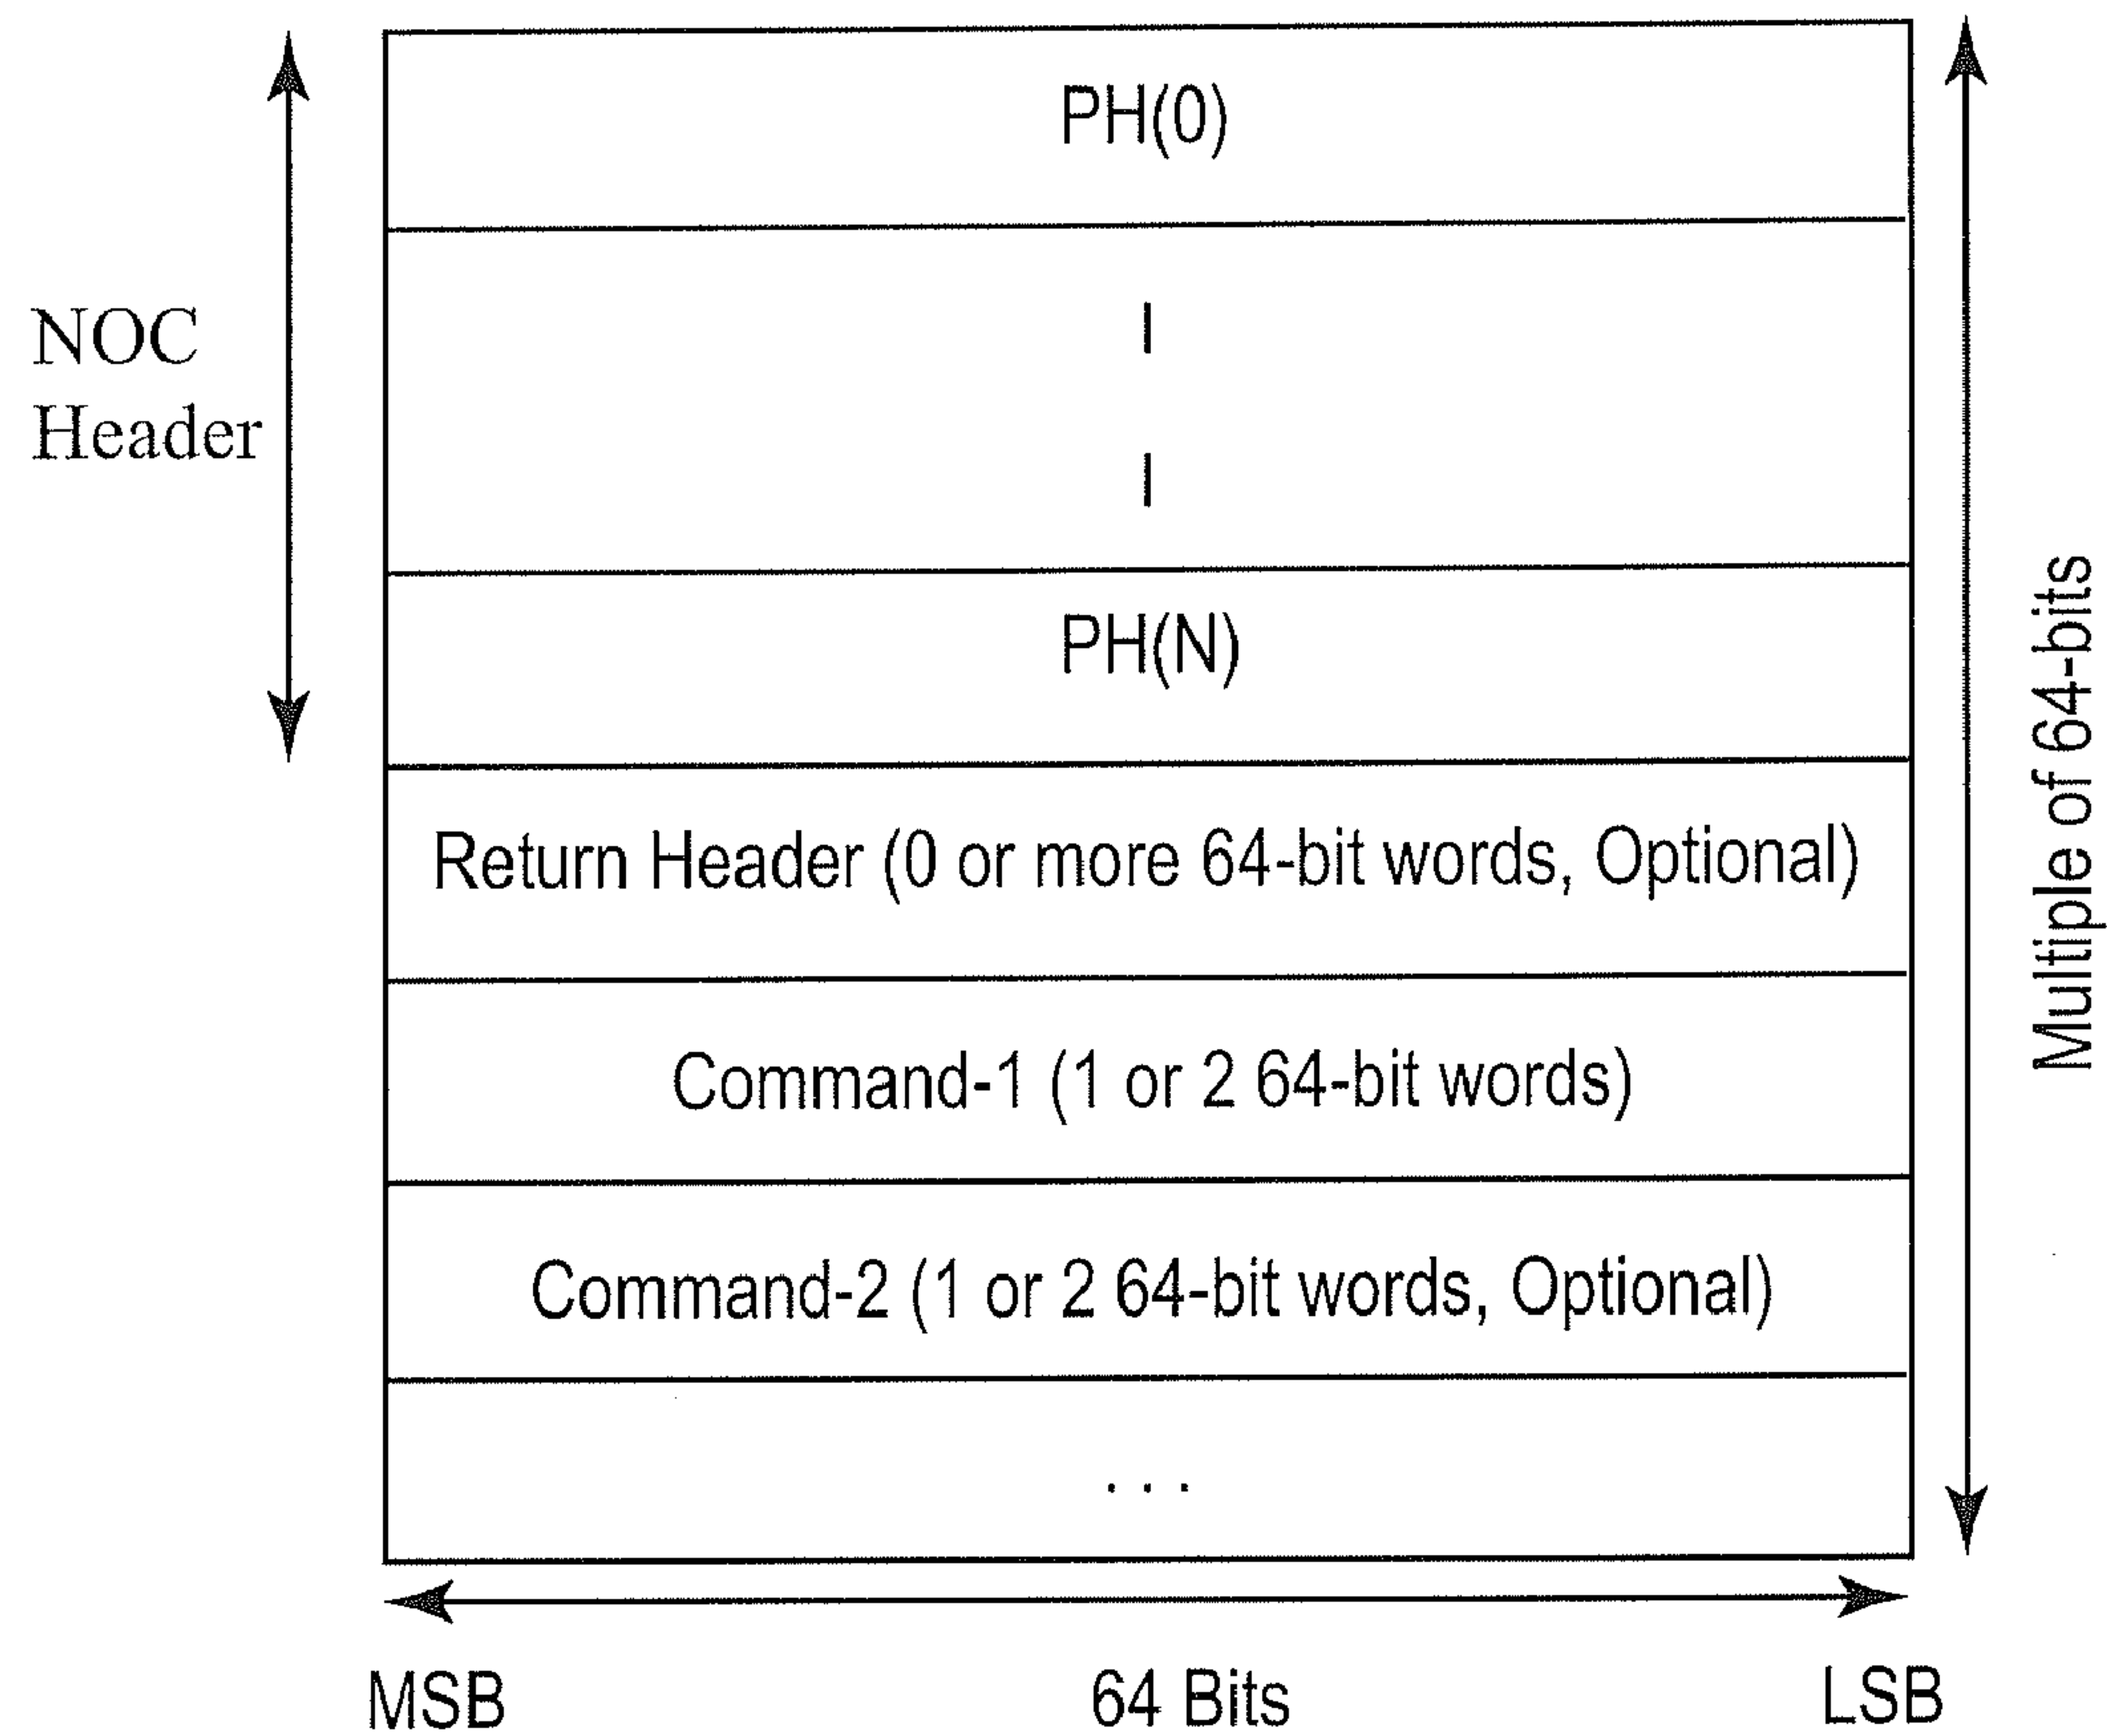 PH(0)
NOC
Header
PH(N)
Return Header (0 or more 64-bit words, Optional)
Command-1 (1 or 2 64-bit words)
Command-2 (1 or 2 64-bit words, Optional)
. . .
Multiple of 64-bits
MSB
64 Bits
LSB